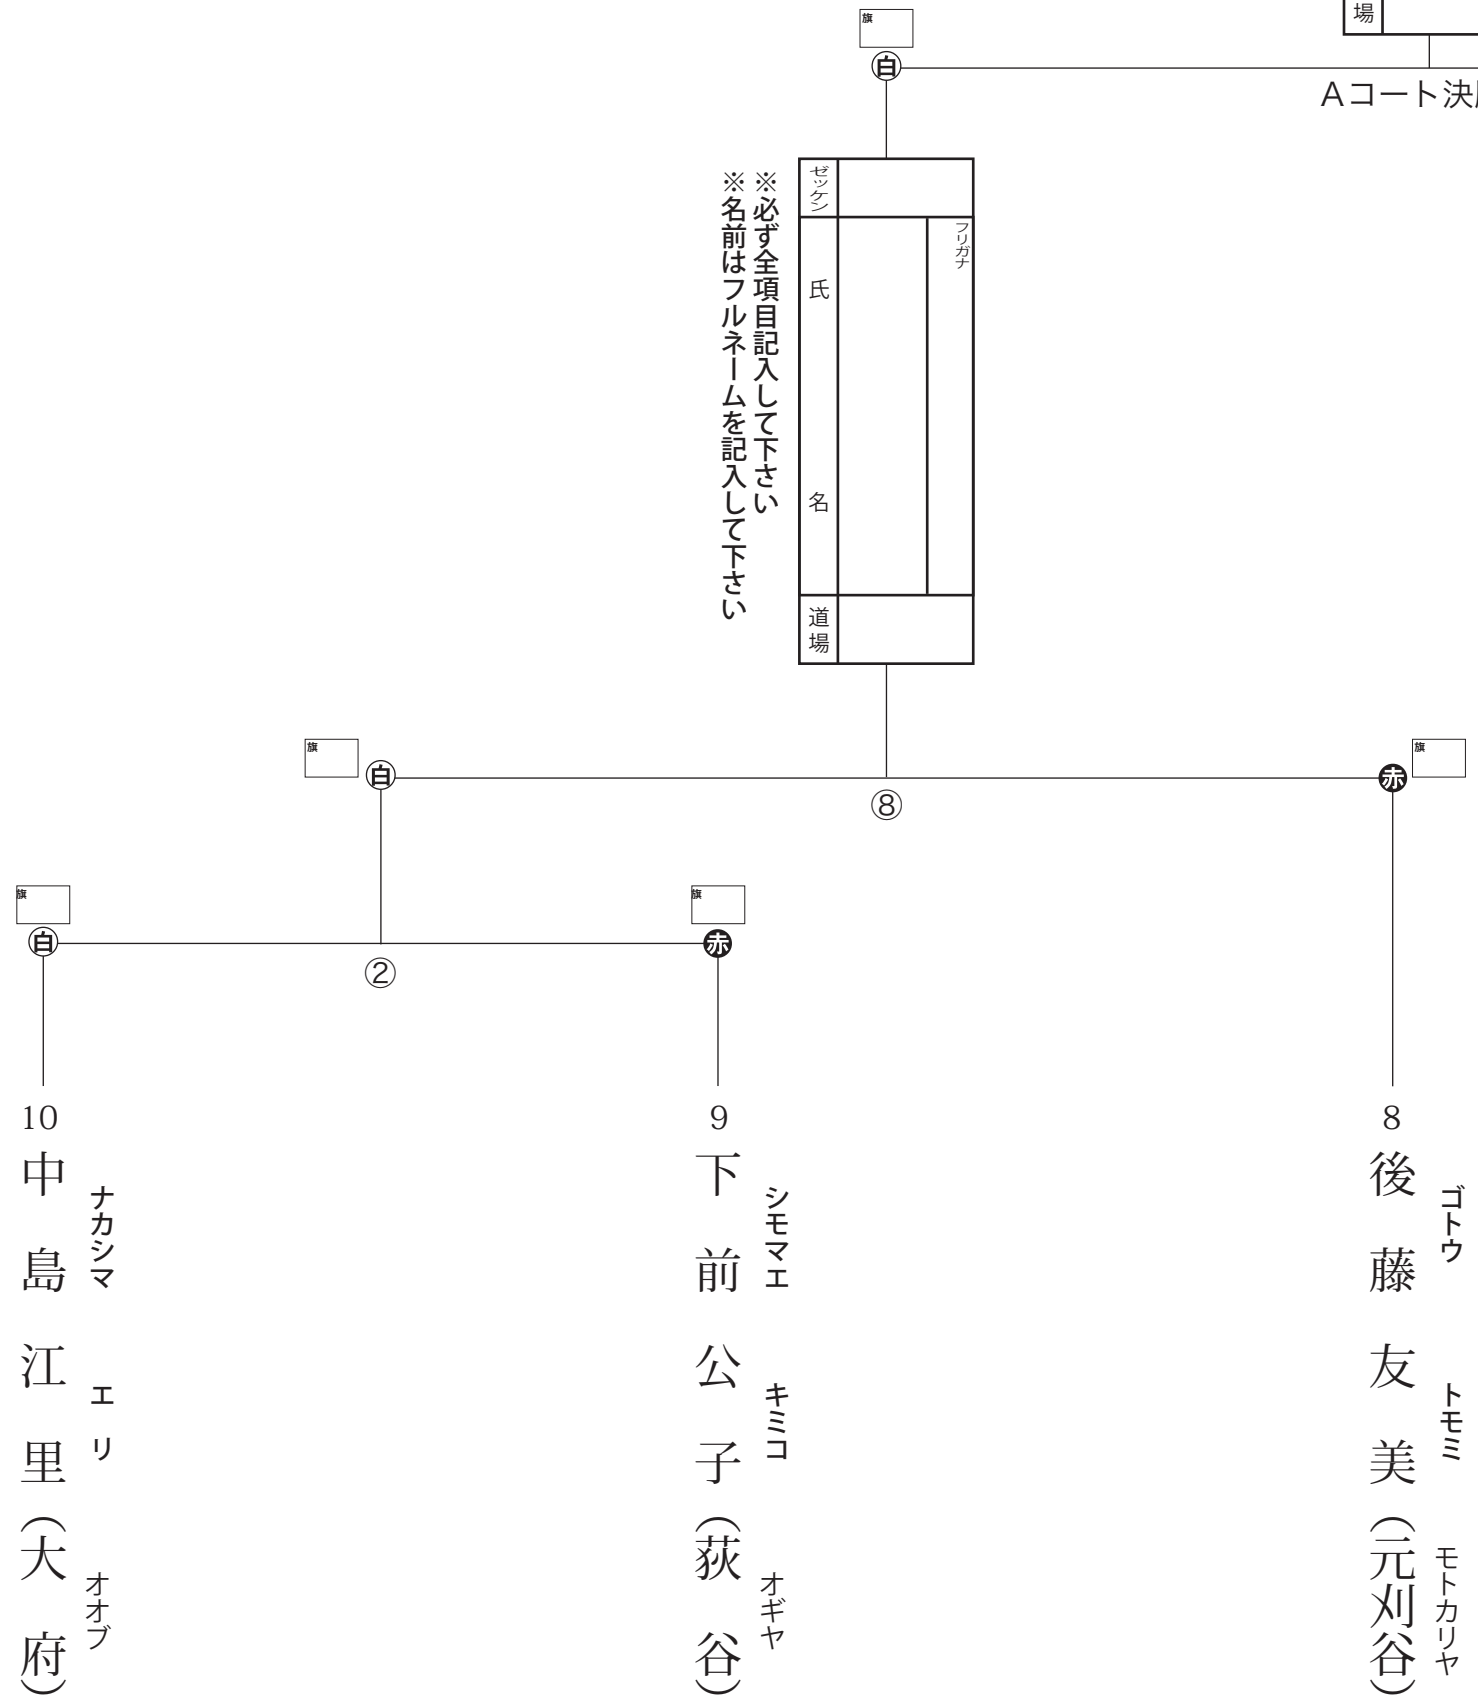 旗
白
場
Aコート決
ゼッケン
フリガナ
氏名
道場
※必ず全項目記入して下さい
※名前はフルネームを記入して下さい
旗
白
⑧
赤
旗
旗
白
②
旗
赤
8
後藤友美(元刈谷)
ゴトウ トモミ モトカリヤ
9
下前公子(荻谷)
シモマエ キミコ オギヤ
10
中島江里(大府)
ナカシマ エリ オオブ